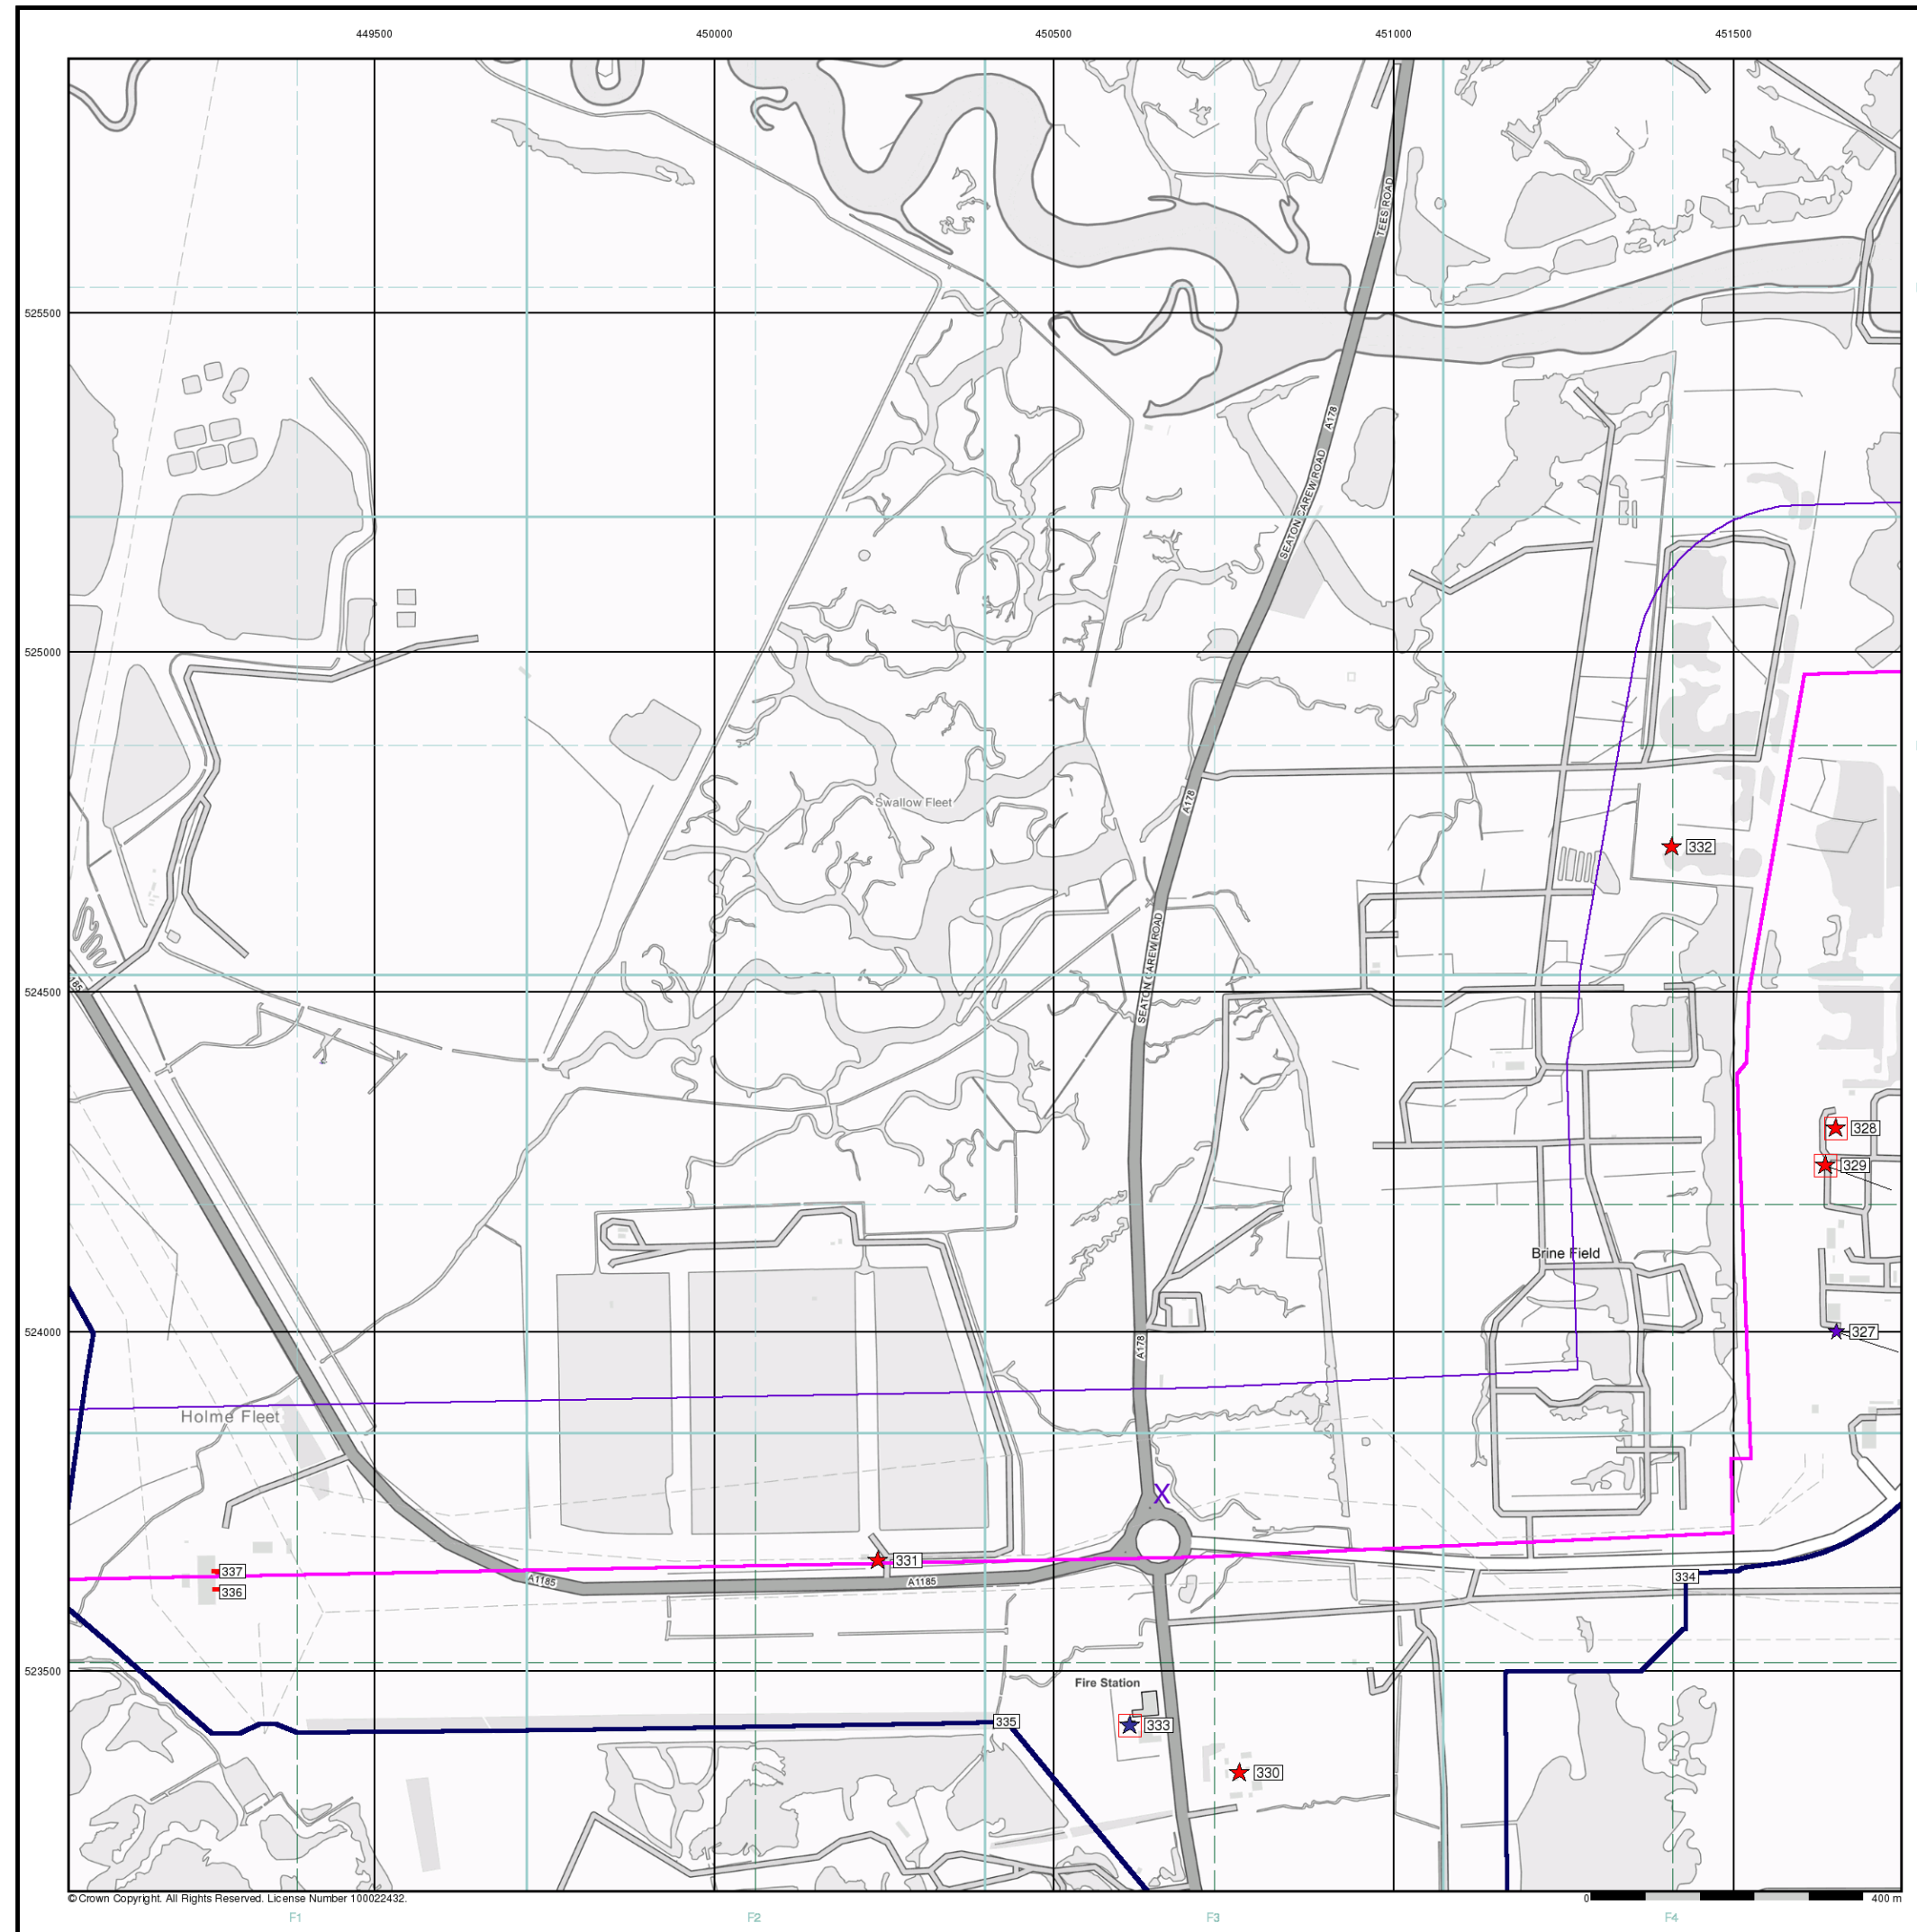 449500 450000 450500 451000 451500
TEES ROAD
525500
A178
SEATON CAREW ROAD
525000
A178
Swallow Fleet
332
SEATON CAREW ROAD
185
524500
328
329
Brine Field
524000
327
A178
Holme Fleet
X
331
337
336
A1185
A1185
334
523500
Fire Station
335
333
330
© Crown Copyright. All Rights Reserved. License Number 100022432.
0 400 m
F1 F2 F3 F4